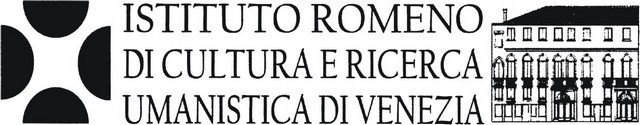 ISTITUTO ROMENO
DI CULTURA E RICERCA
UMANISTICA DI VENEZIA